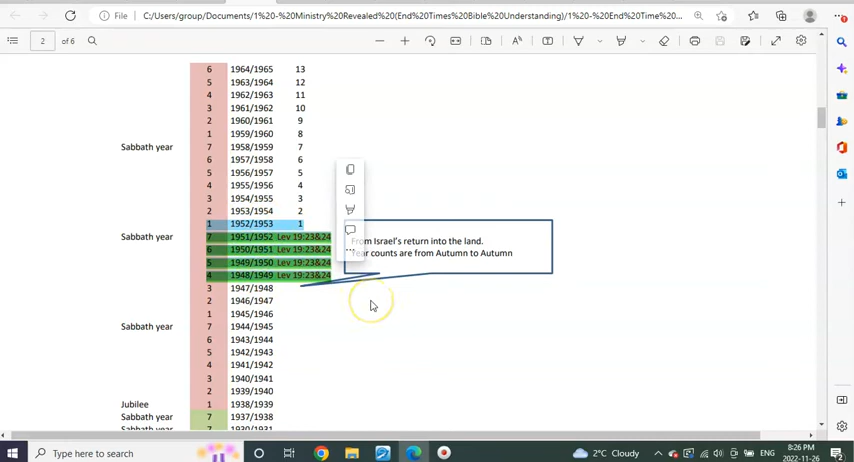 File
C:/Users/group/Documents/1%20-%20Ministry%20Revealed(End%20Times%20Bible%20Understanding)/1%20-%20End%20Time%20...
2 of 6
6 1964/1965 13
5 1963/1964 12
4 1962/1963 11
3 1961/1962 10
2 1960/1961 9
1 1959/1960 8
Sabbath year 7 1958/1959 7
6 1957/1958 6
5 1956/1957 5
4 1955/1956 4
3 1954/1955 3
2 1953/1954 2
1 1952/1953 1
Sabbath year 7 1951/1952 Lev 19:23&24
6 1950/1951 Lev 19:23&24
5 1949/1950 Lev 19:23&24
4 1948/1949 Lev 19:23&24
From Israel's return into the land.
Year counts are from Autumn to Autumn
3 1947/1948
2 1946/1947
1 1945/1946
Sabbath year 7 1944/1945
6 1943/1944
5 1942/1943
4 1941/1942
3 1940/1941
2 1939/1940
Jubilee 1 1938/1939
Sabbath year 7 1937/1938
Sabbath year 7 1930/1931
Type here to search
2°C Cloudy
ENG
8:26 PM
2022-11-26
2